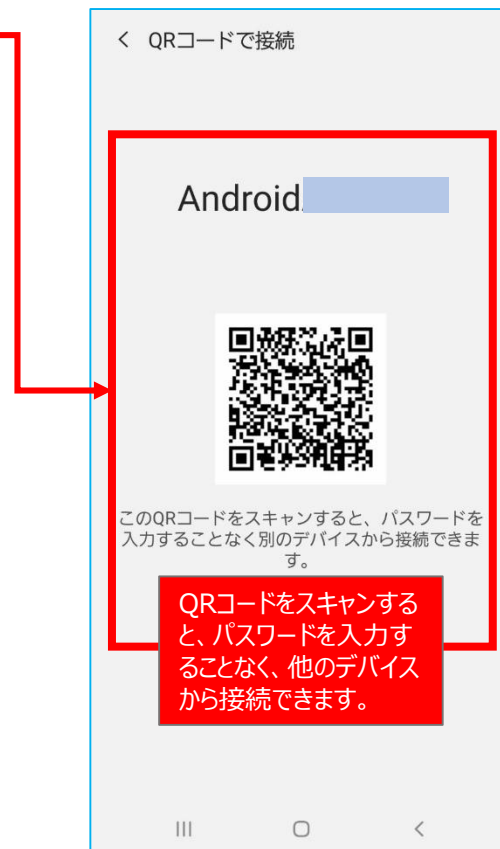 QRコードで接続
Android
このQRコードをスキャンすると、パスワードを
入力することなく別のデバイスから接続できま
す。
QRコードをスキャンする
と、パスワードを入力す
ることなく、他のデバイス
から接続できます。